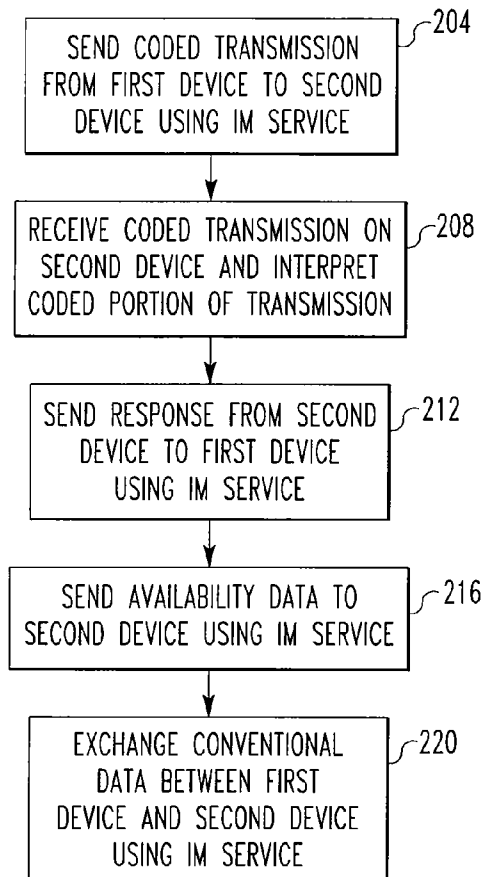 204
SEND CODED TRANSMISSION
FROM FIRST DEVICE TO SECOND
DEVICE USING IM SERVICE
208
RECEIVE CODED TRANSMISSION ON
SECOND DEVICE AND INTERPRET
CODED PORTION OF TRANSMISSION
212
SEND RESPONSE FROM SECOND
DEVICE TO FIRST DEVICE
USING IM SERVICE
216
SEND AVAILABILITY DATA TO
SECOND DEVICE USING IM SERVICE
220
EXCHANGE CONVENTIONAL
DATA BETWEEN FIRST
DEVICE AND SECOND DEVICE
USING IM SERVICE